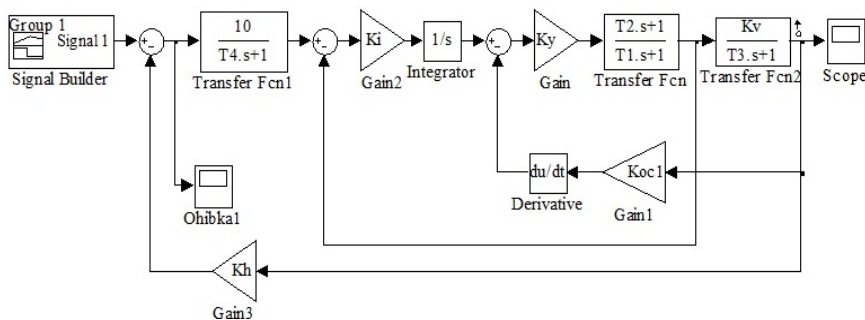 Group 1
Signal 1
Signal Builder
10
T4.s+1
Transfer Fcn1
Ki
Gain2
1/s
Integrator
Ky
Gain
T2.s+1
T1.s+1
Transfer Fcn
Kv
T3.s+1
Transfer Fcn2
Scope
Ohibka1
du/dt
Derivative
Koc1
Gain1
Kh
Gain3